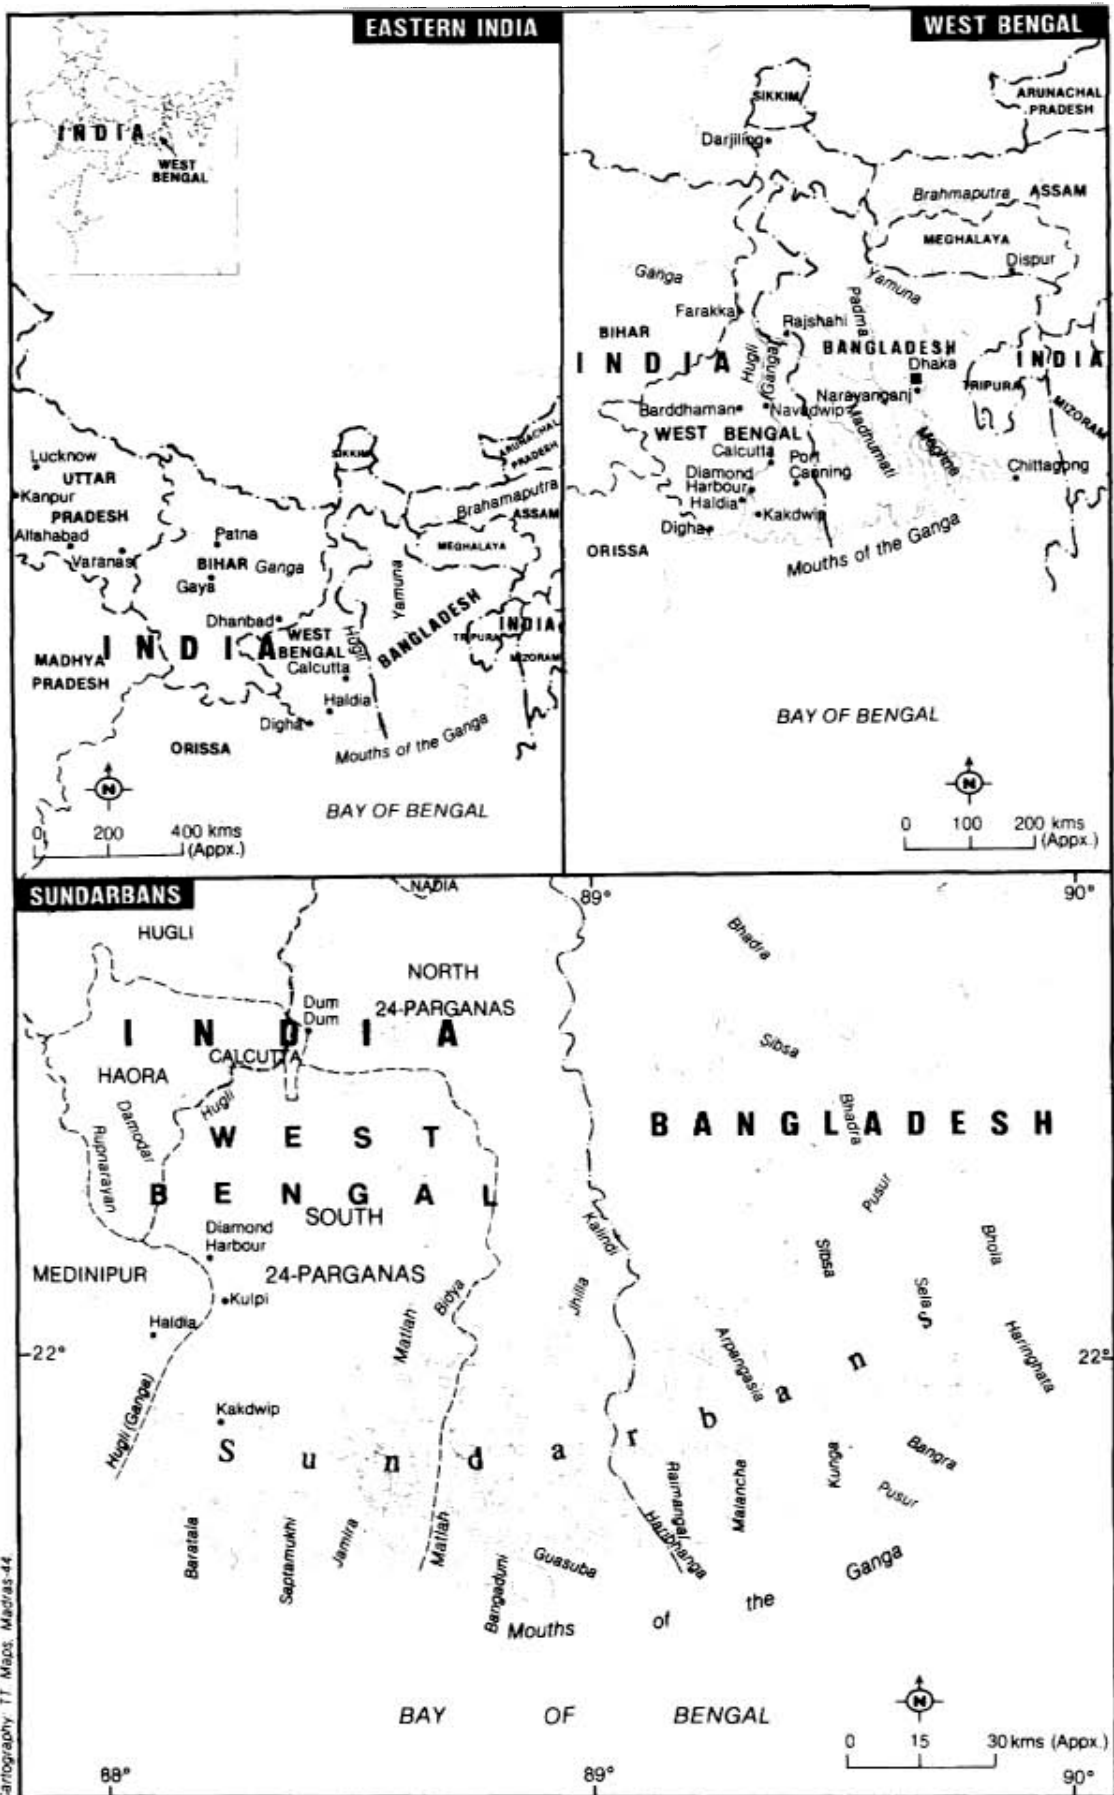 EASTERN INDIA
INDIA
WEST
BENGAL
Lucknow
UTTAR
Kanpur
PRADESH
Allahabad
Varanasi
Patna
BIHAR
Ganga
Gaya
Dhanbad
INDIA
MADHYA
PRADESH
WEST
BENGAL
Calcutta
Hugli
Haldia
Digha
ORISSA
SIKKIM
ARUNACHAL
PRADESH
Brahamaputra
ASSAM
MEGHALAYA
Yamuna
BANGLADESH
TRIPURA
INDIA
MIZORAM
Mouths of the Ganga
BAY OF BENGAL
N
0 200 400 kms
(Appx.)
WEST BENGAL
SIKKIM
ARUNACHAL
PRADESH
Darjiling
Brahmaputra
ASSAM
MEGHALAYA
Dispur
Ganga
Yamuna
Padma
Farakka
Rajshahi
BIHAR
INDIA
Hugli
(Ganga)
BANGLADESH
Dhaka
INDIA
Narayanganj
TRIPURA
MIZORAM
Barddhaman
Navadwip
Madhumati
WEST BENGAL
Calcutta
Port
Canning
Meghna
Chittagong
Diamond
Harbour
Haldia
Kakdwip
Digha
ORISSA
Mouths of the Ganga
BAY OF BENGAL
N
0 100 200 kms
(Appx.)
SUNDARBANS
NADIA
89°
90°
HUGLI
Bhadra
NORTH
24-PARGANAS
Dum
Dum
INDIA
CALCUTTA
Sibsa
HAORA
Hugli
Damodar
Rupnarayan
WEST
BENGAL
BANGLADESH
Bhadra
SOUTH
24-PARGANAS
Diamond
Harbour
Pusur
Kalindi
Sibsa
Bhola
MEDINIPUR
Kulpi
Haldia
Bidya
Matlah
Jhilla
Sela
Arpangasia
Haringhata
22°
22°
Hugli (Ganga)
Kakdwip
Sundarbans
Raimangal
Malancha
Kunga
Bangra
Pusur
Baratala
Saptamukhi
Jamira
Matlah
Bangaduni
Guasuba
Haribhanga
Mouths of the Ganga
BAY OF BENGAL
N
0 15 30 kms (Appx.)
88°
89°
90°
Cartography: TT. Maps, Madras-44.